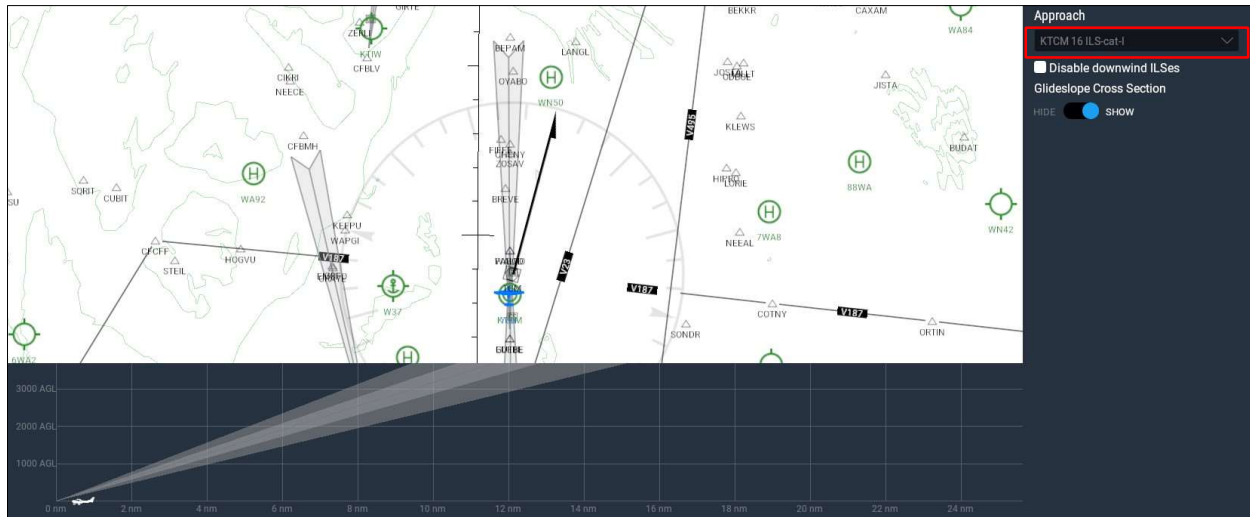 GIRTE
ZEELI
KTIW
CFBLV
CIKRI
NEECE
CFBMH
WA92
SQRIT
CUBIT
SU
KEEPU
WAPGI
CFCFF
HOGVU
V187
STEIL
W37
6WA2
BEPAM
LANGL
OYABO
WN50
ZOSAV
BREVE
V23
V495
BEKKR
CAXAM
WA84
JISTA
KLEWS
BUDAT
88WA
7WA8
WN42
NEEAL
V187
COTNY
V187
SONDR
ORTIN
Approach
KTCM 16 ILS-cat-I
Disable downwind ILSes
Glideslope Cross Section
HIDE
SHOW
3000 AGL
2000 AGL
1000 AGL
0 nm
2 nm
4 nm
6 nm
8 nm
10 nm
12 nm
14 nm
16 nm
18 nm
20 nm
22 nm
24 nm